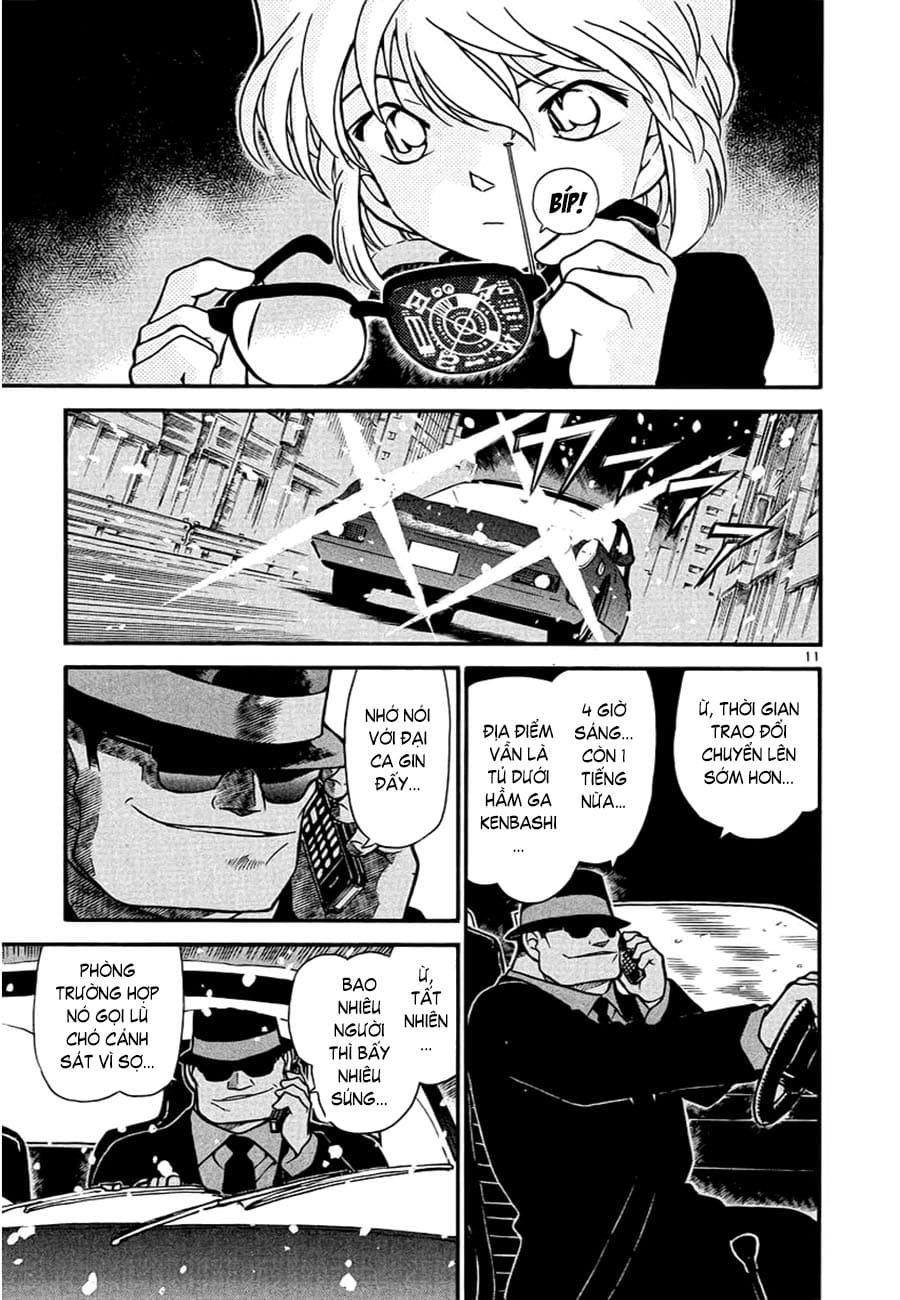 BÍP!
11
Ừ, THỜI GIAN
TRAO ĐỔI
CHUYỂN LÊN
SỚM HƠN...
4 GIỜ
SÁNG...
CÒN 1
TIẾNG
NỮA...
ĐỊA ĐIỂM
VẪN LÀ
TỦ DƯỚI
HẦM GA
KENBASHI
...
NHỚ NÓI
VỚI ĐẠI
CA GIN
ĐẤY...
Ừ,
TẤT
NHIÊN
...
BAO
NHIÊU
NGƯỜI
THÌ BẤY
NHIÊU
SÚNG...
PHÒNG
TRƯỜNG HỢP
NÓ GỌI LŨ
CHÓ CẢNH
SÁT VÌ SỢ...